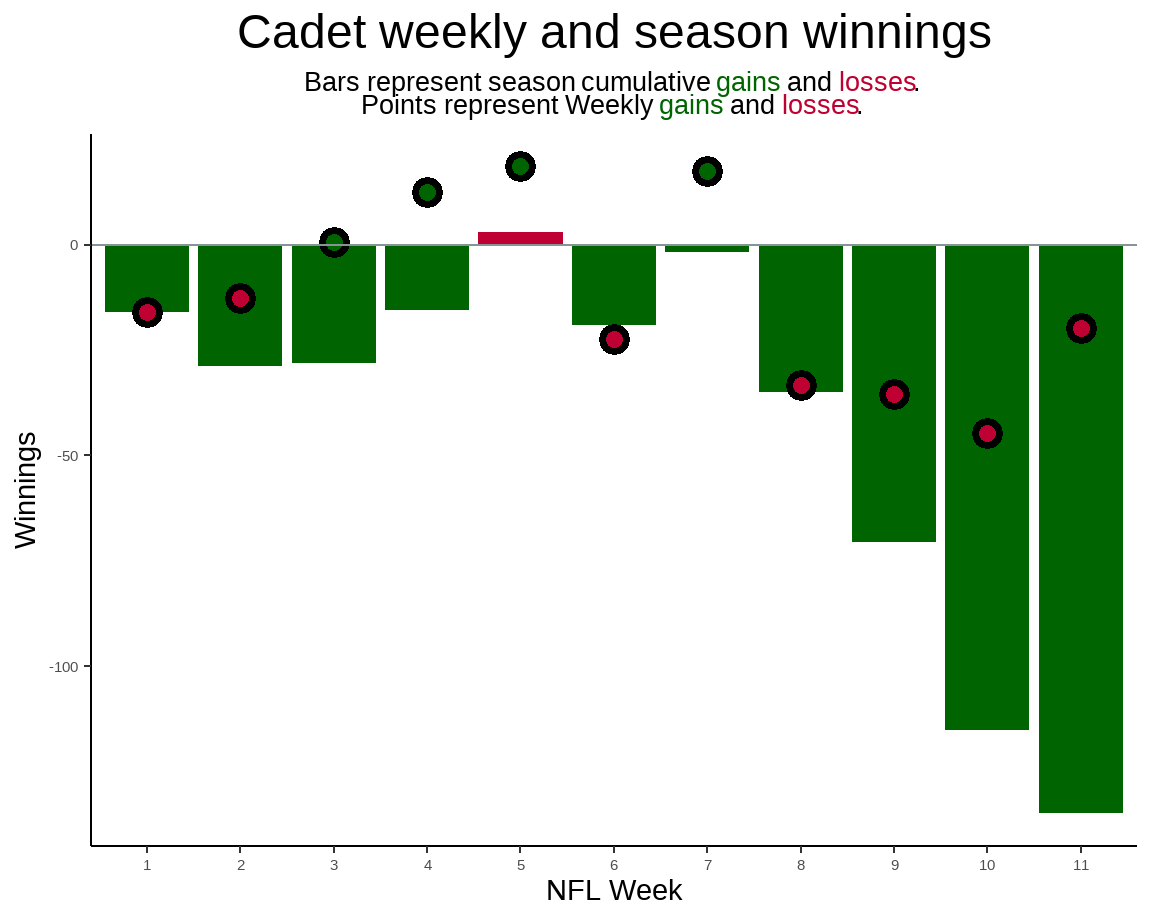 Cadet weekly and season winnings
Bars represent season cumulative gains and losses.
Points represent Weekly gains and losses.
Winnings
0
-50
-100
1 2 3 4 5 6 7 8 9 10 11
NFL Week